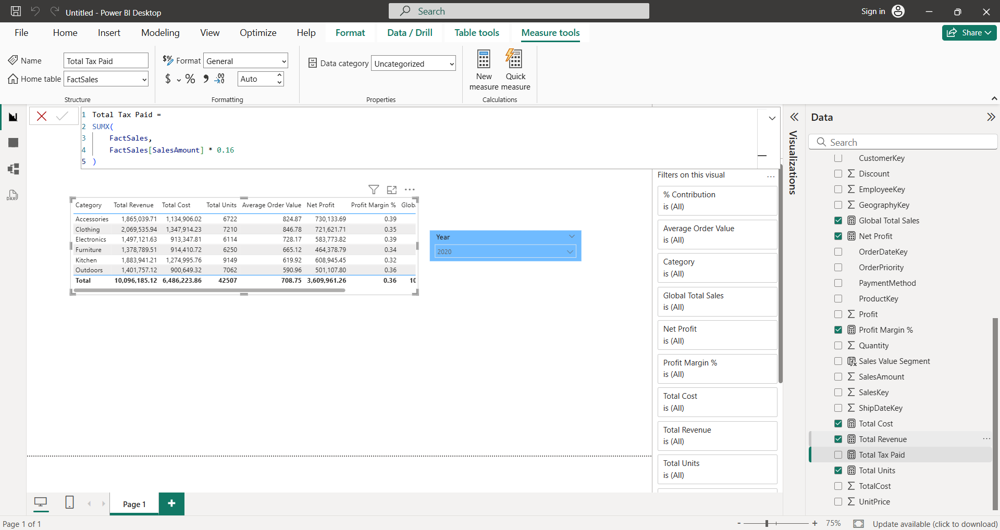 Untitled - Power BI Desktop
Search
Sign in
File Home Insert Modeling View Optimize Help Format Data / Drill Table tools Measure tools
Share
Name Total Tax Paid
Home table FactSales
Structure
$% Format General
$ % , .00 →.0 Auto
Formatting
Data category Uncategorized
Properties
New measure
Quick measure
Calculations
1 Total Tax Paid =
2 SUMX(
3 FactSales,
4 FactSales[SalesAmount] * 0.16
5 )
DAX
Category Total Revenue Total Cost Total Units Average Order Value Net Profit Profit Margin % Globa
Accessories 1,865,039.71 1,134,906.02 6722 824.87 730,133.69 0.39
Clothing 2,069,535.94 1,347,914.23 7210 846.78 721,621.71 0.35
Electronics 1,497,121.63 913,347.81 6114 728.17 583,773.82 0.39
Furniture 1,378,789.51 914,410.72 6250 665.12 464,378.79 0.34
Kitchen 1,883,941.21 1,274,995.76 9149 619.92 608,945.45 0.32
Outdoors 1,401,757.12 900,649.32 7062 590.96 501,107.80 0.36
Total 10,096,185.12 6,486,223.86 42507 708.75 3,609,961.26 0.36 10
Year
2020
Filters on this visual
% Contribution
is (All)
Average Order Value
is (All)
Category
is (All)
Global Total Sales
is (All)
Net Profit
is (All)
Profit Margin %
is (All)
Total Cost
is (All)
Total Revenue
is (All)
Total Units
is (All)
Visualizations
Data
Search
CustomerKey
Discount
EmployeeKey
GeographyKey
Global Total Sales
Net Profit
OrderDateKey
OrderPriority
PaymentMethod
ProductKey
Profit
Profit Margin %
Quantity
Sales Value Segment
SalesAmount
SalesKey
ShipDateKey
Total Cost
Total Revenue
Total Tax Paid
Total Units
TotalCost
UnitPrice
Page 1
Page 1 of 1
- + 75%
Update available (click to download)